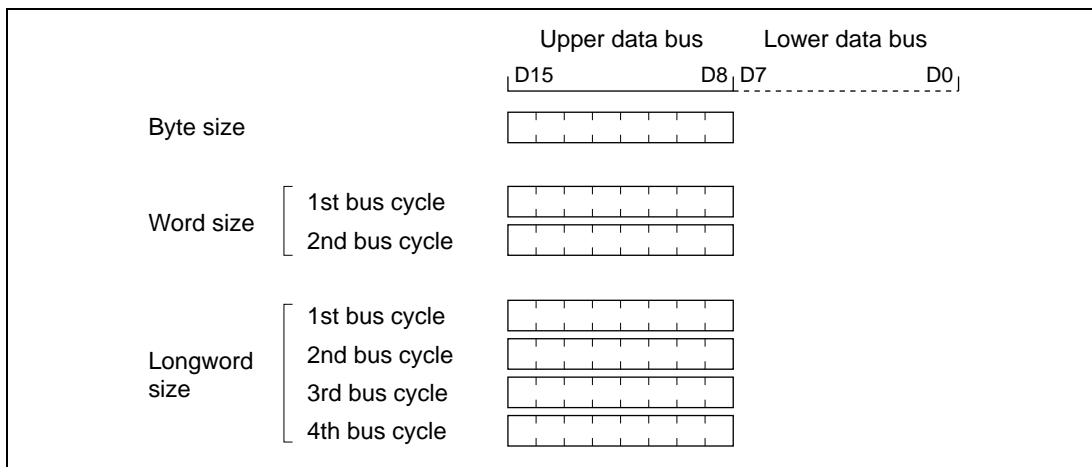 Upper data bus Lower data bus
D15 D8 D7 D0
Byte size
Word size
1st bus cycle
2nd bus cycle
Longword
size
1st bus cycle
2nd bus cycle
3rd bus cycle
4th bus cycle